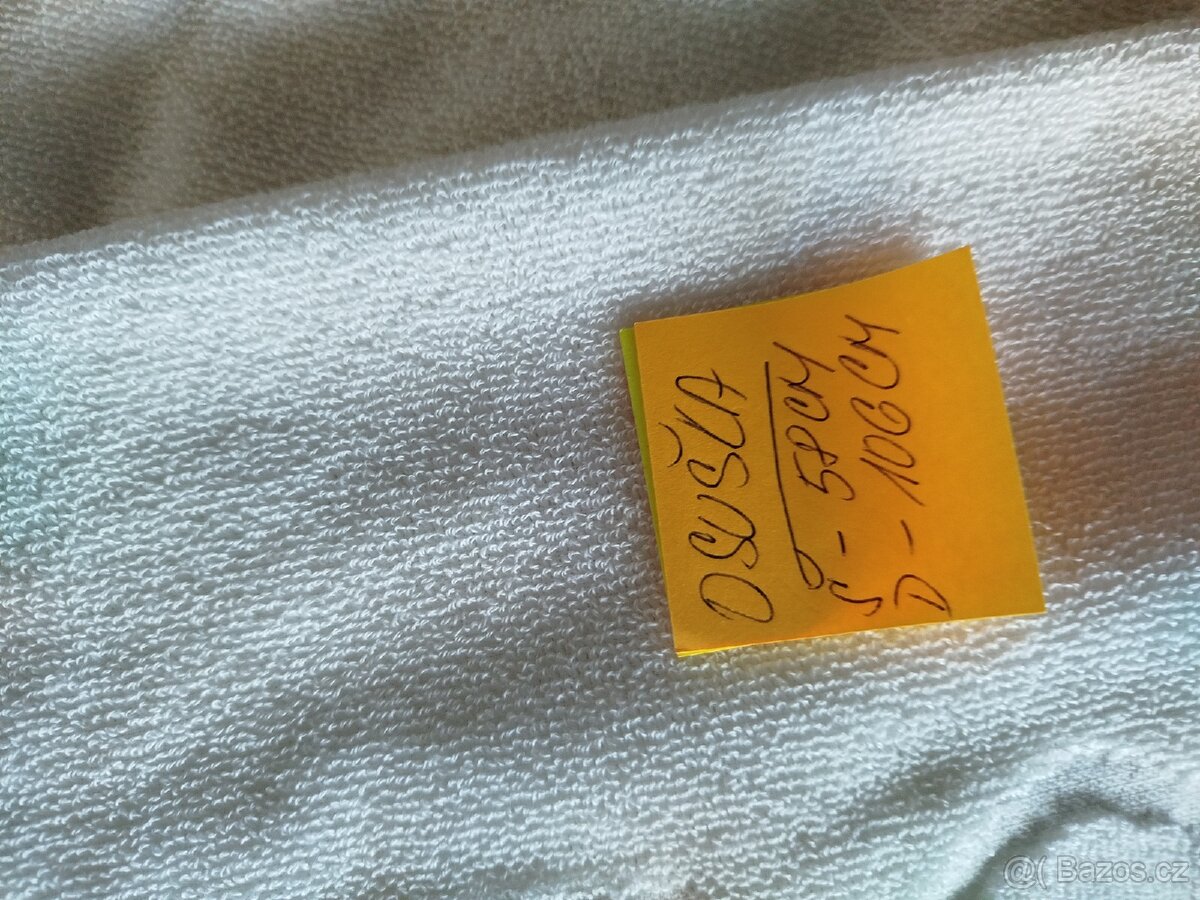 OSUŠKA
Š - 58CM
D - 106CM
@( Bazos.cz